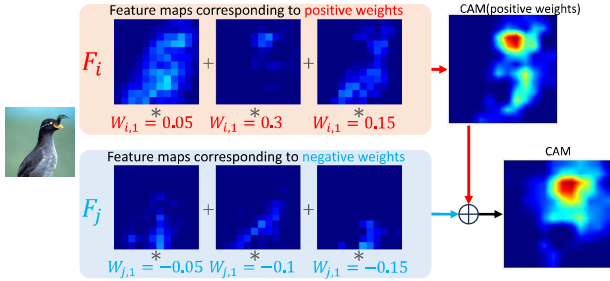 Feature maps corresponding to positive weights
CAM(positive weights)
F_i
+
+
*
*
*
W_{i,1} = 0.05
W_{i,1} = 0.3
W_{i,1} = 0.15
Feature maps corresponding to negative weights
CAM
F_j
+
+
*
*
*
W_{j,1} = −0.05
W_{j,1} = −0.1
W_{j,1} = −0.15